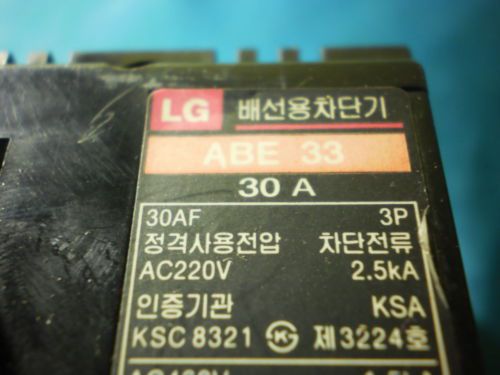 LG 배선용차단기
ABE 33
30 A
30AF 3P
정격사용전압 차단전류
AC220V 2.5kA
인증기관 KSA
KSC 8321 K 제3224호